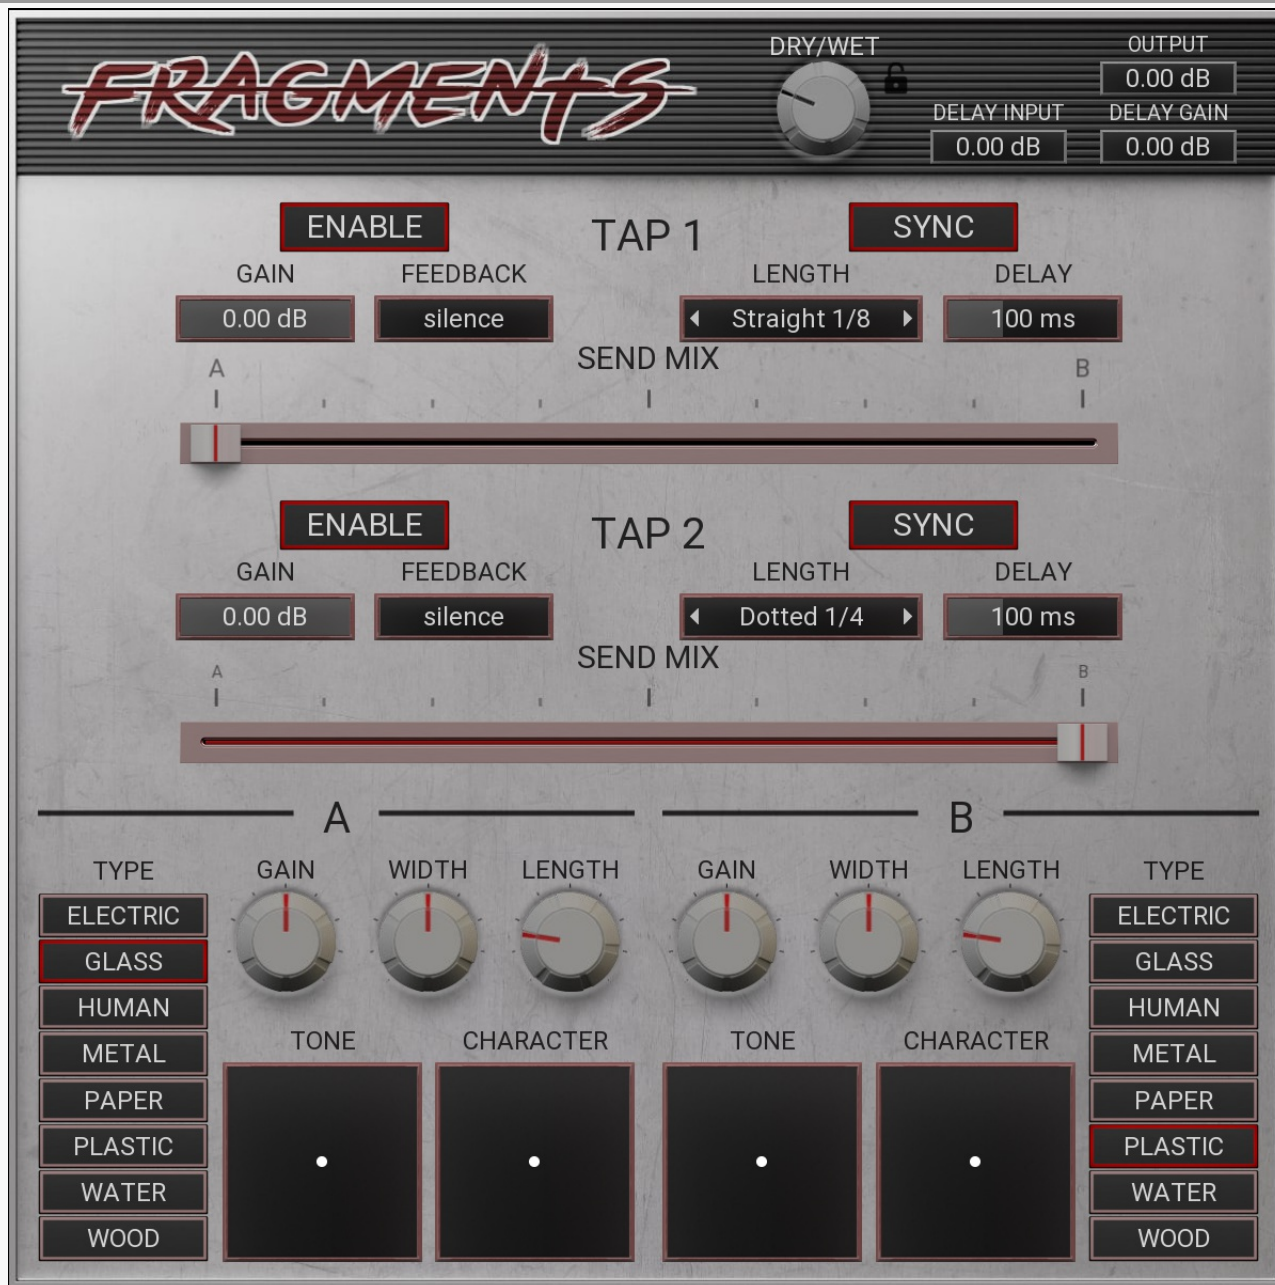 FRAGMENTS
DRY/WET
OUTPUT
0.00 dB
DELAY INPUT
DELAY GAIN
0.00 dB
0.00 dB
ENABLE
TAP 1
SYNC
GAIN
FEEDBACK
LENGTH
DELAY
0.00 dB
silence
Straight 1/8
100 ms
SEND MIX
A
B
ENABLE
TAP 2
SYNC
GAIN
FEEDBACK
LENGTH
DELAY
0.00 dB
silence
Dotted 1/4
100 ms
SEND MIX
A
B
A
TYPE
GAIN
WIDTH
LENGTH
ELECTRIC
GLASS
HUMAN
METAL
PAPER
PLASTIC
WATER
WOOD
TONE
CHARACTER
B
GAIN
WIDTH
LENGTH
TYPE
TONE
CHARACTER
ELECTRIC
GLASS
HUMAN
METAL
PAPER
PLASTIC
WATER
WOOD